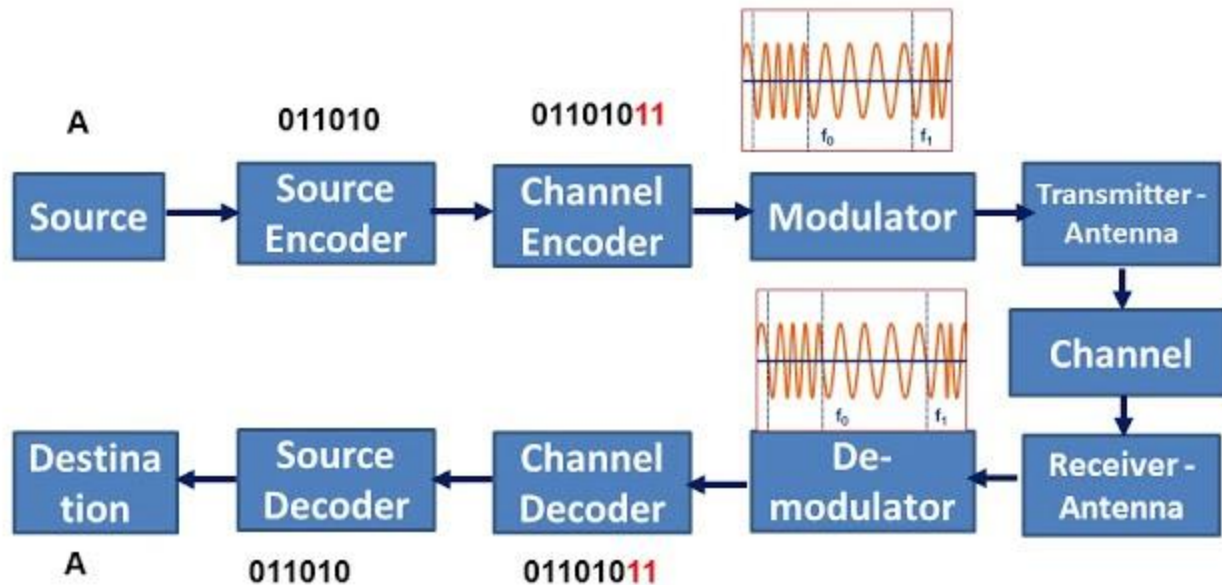 A
011010
01101011
f₀
f₁
Source
Source
Encoder
Channel
Encoder
Modulator
Transmitter-
Antenna
Channel
f₀
f₁
Destina
tion
Source
Decoder
Channel
Decoder
De-
modulator
Receiver-
Antenna
A
011010
01101011